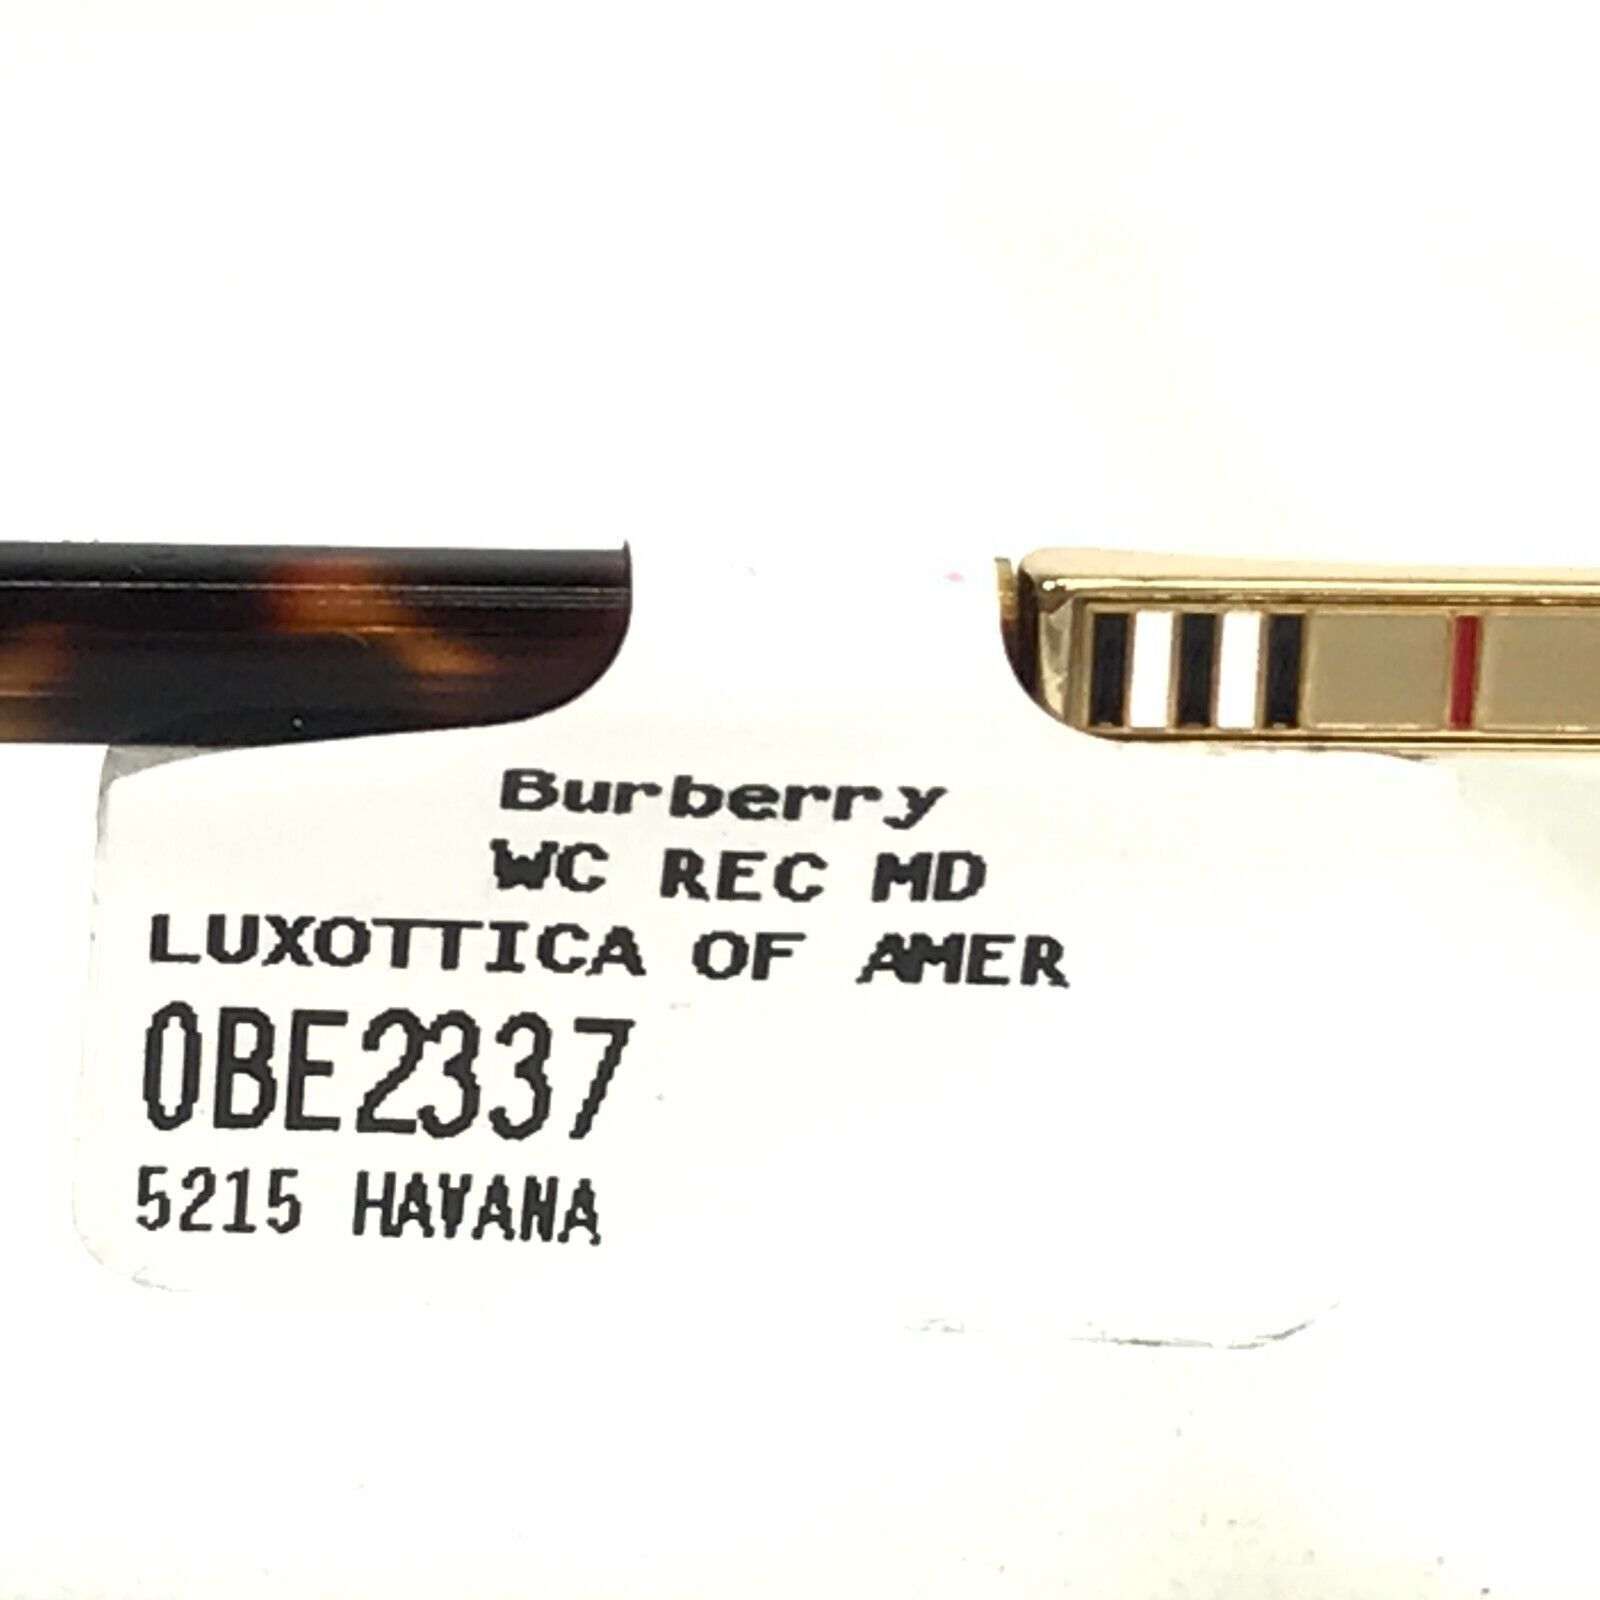 Burberry
WC REC MD
LUXOTTICA OF AMER
0BE2337
5215 HAVANA